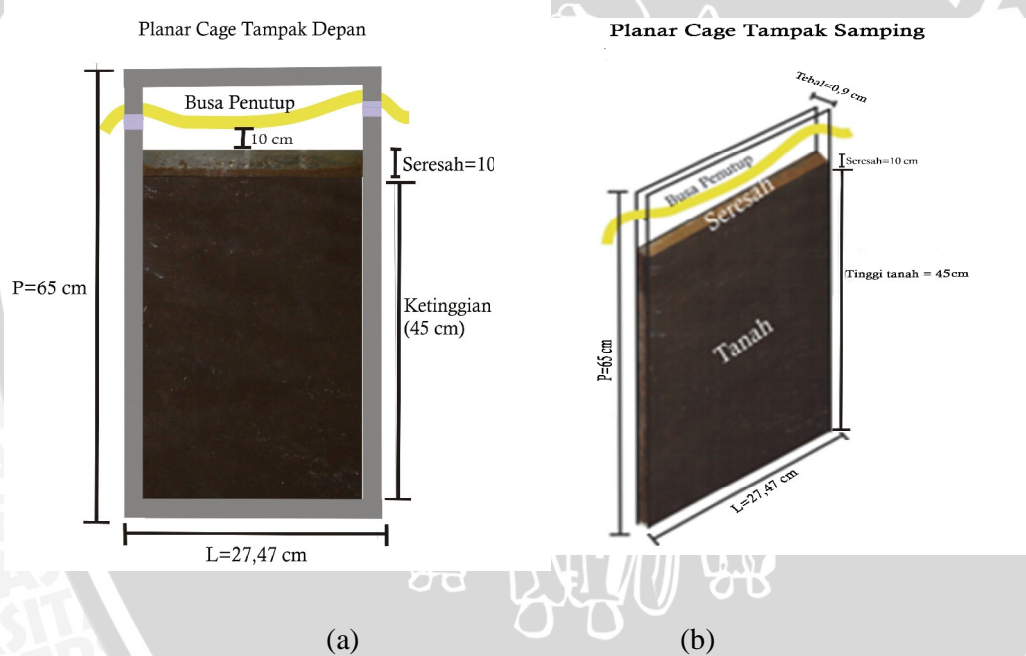 Planar Cage Tampak Depan
Busa Penutup
10 cm
Seresah=10
P=65 cm
Ketinggian
(45 cm)
L=27,47 cm
(a)
Planar Cage Tampak Samping
Tebal=0,9 cm
Busa Penutup
Seresah
Seresah=10 cm
Tinggi tanah = 45cm
Tanah
P=65 cm
L=27,47 cm
(b)